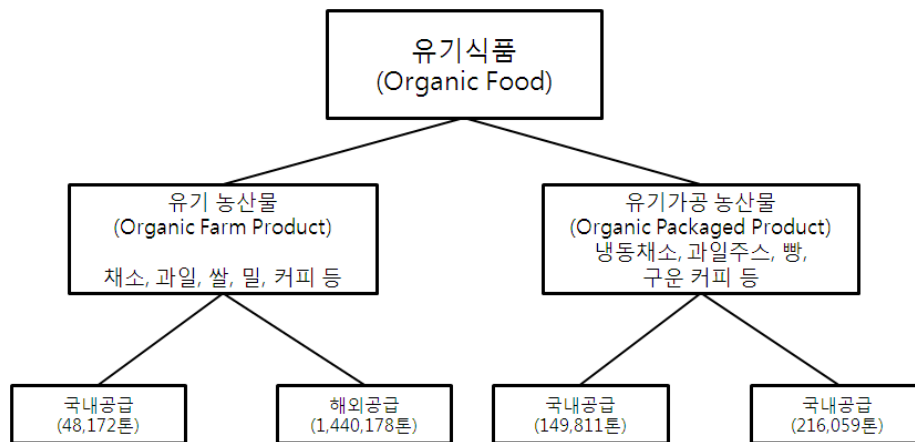 유기식품
(Organic Food)
유기 농산물
(Organic Farm Product)
채소, 과일, 쌀, 밀, 커피 등
유기가공 농산물
(Organic Packaged Product)
냉동채소, 과일주스, 빵,
구운 커피 등
국내공급
(48,172톤)
해외공급
(1,440,178톤)
국내공급
(149,811톤)
국내공급
(216,059톤)